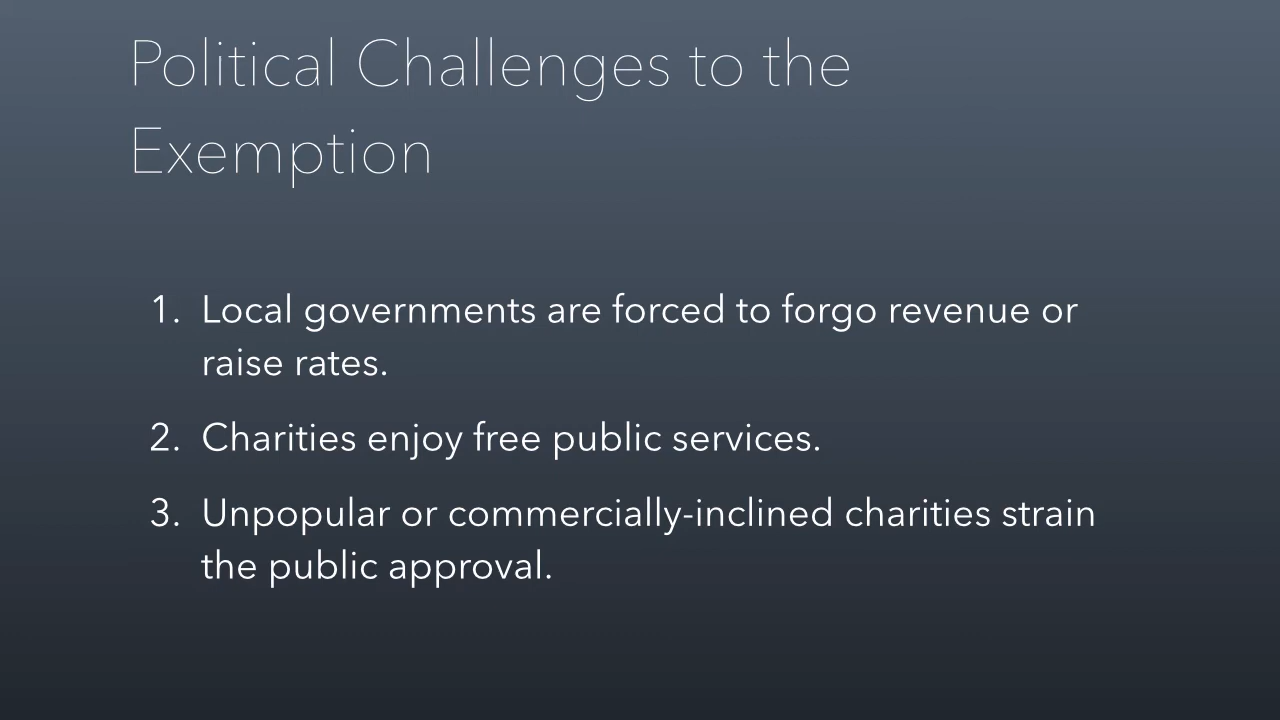 Political Challenges to the
Exemption
1. Local governments are forced to forgo revenue or
raise rates.
2. Charities enjoy free public services.
3. Unpopular or commercially-inclined charities strain
the public approval.